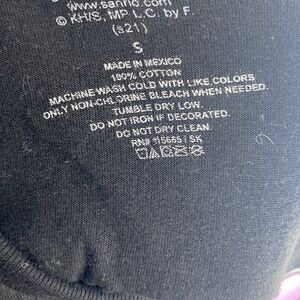 www.sanrio.com
© KH/S, MP L.C. by F.
(s21)
S
MADE IN MEXICO
100% COTTON
MACHINE WASH COLD WITH LIKE COLORS
ONLY NON-CHLORINE BLEACH WHEN NEEDED
TUMBLE DRY LOW.
DO NOT IRON IF DECORATED.
DO NOT DRY CLEAN.
RN# 115685 / SK